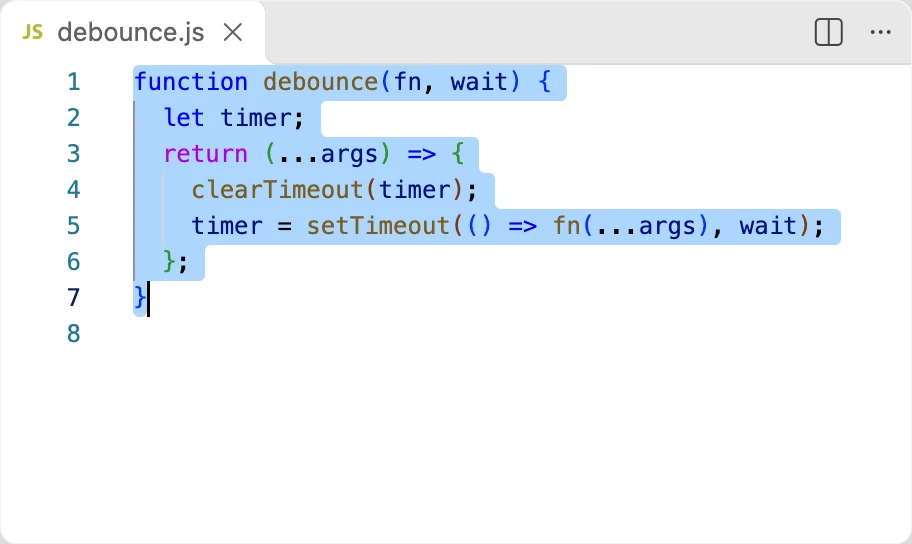 JS debounce.js
1 function debounce(fn, wait) {
2   let timer;
3   return (...args) => {
4     clearTimeout(timer);
5     timer = setTimeout(() => fn(...args), wait);
6   };
7 }
8